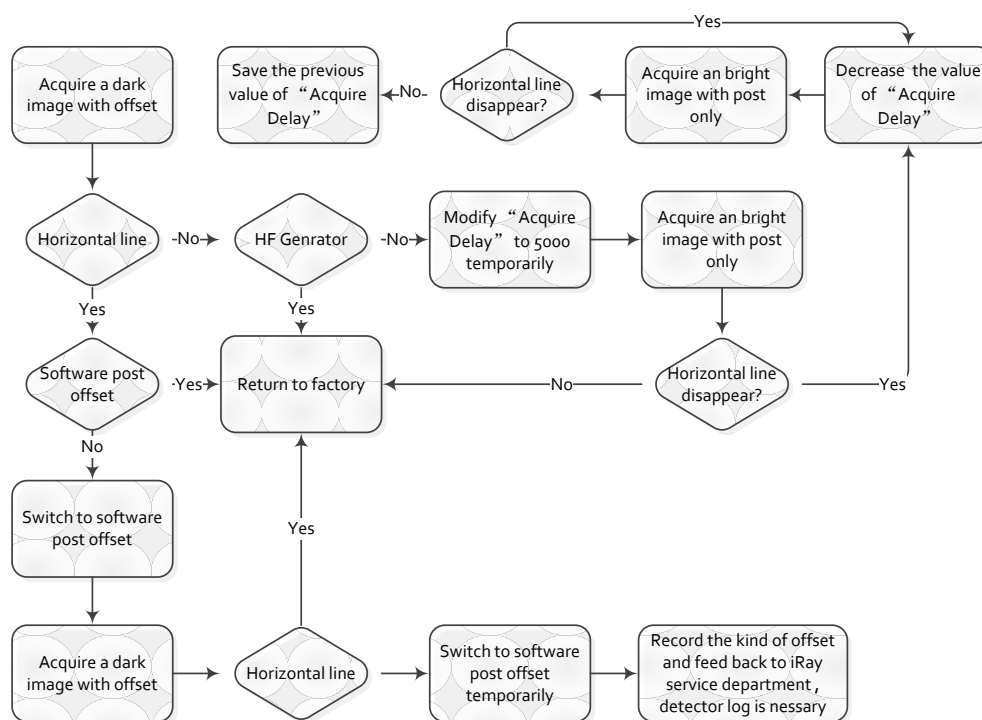 Yes
Acquire a dark
image with offset
Save the previous
value of “Acquire
Delay”
No
Horizontal line
disappear?
Acquire an bright
image with post
only
Decrease the value
of “Acquire
Delay”
Horizontal line
No
HF Genrator
No
Modify “Acquire
Delay” to 5000
temporarily
Acquire an bright
image with post
only
Yes
Yes
Software post
offset
Yes
Return to factory
No
Horizontal line
disappear?
Yes
No
Switch to software
post offset
Yes
Acquire a dark
image with offset
Horizontal line
Switch to software
post offset
temporarily
Record the kind of offset
and feed back to iRay
service department,
detector log is nessary